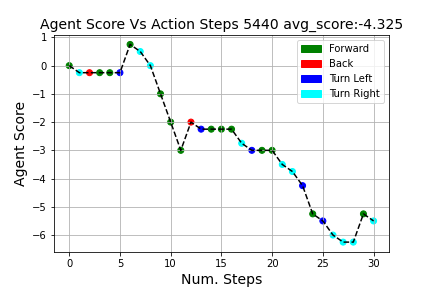 Agent Score Vs Action Steps 5440 avg_score:-4.325
Agent Score
1
0
−1
−2
−3
−4
−5
−6
Forward
Back
Turn Left
Turn Right
0 5 10 15 20 25 30
Num. Steps